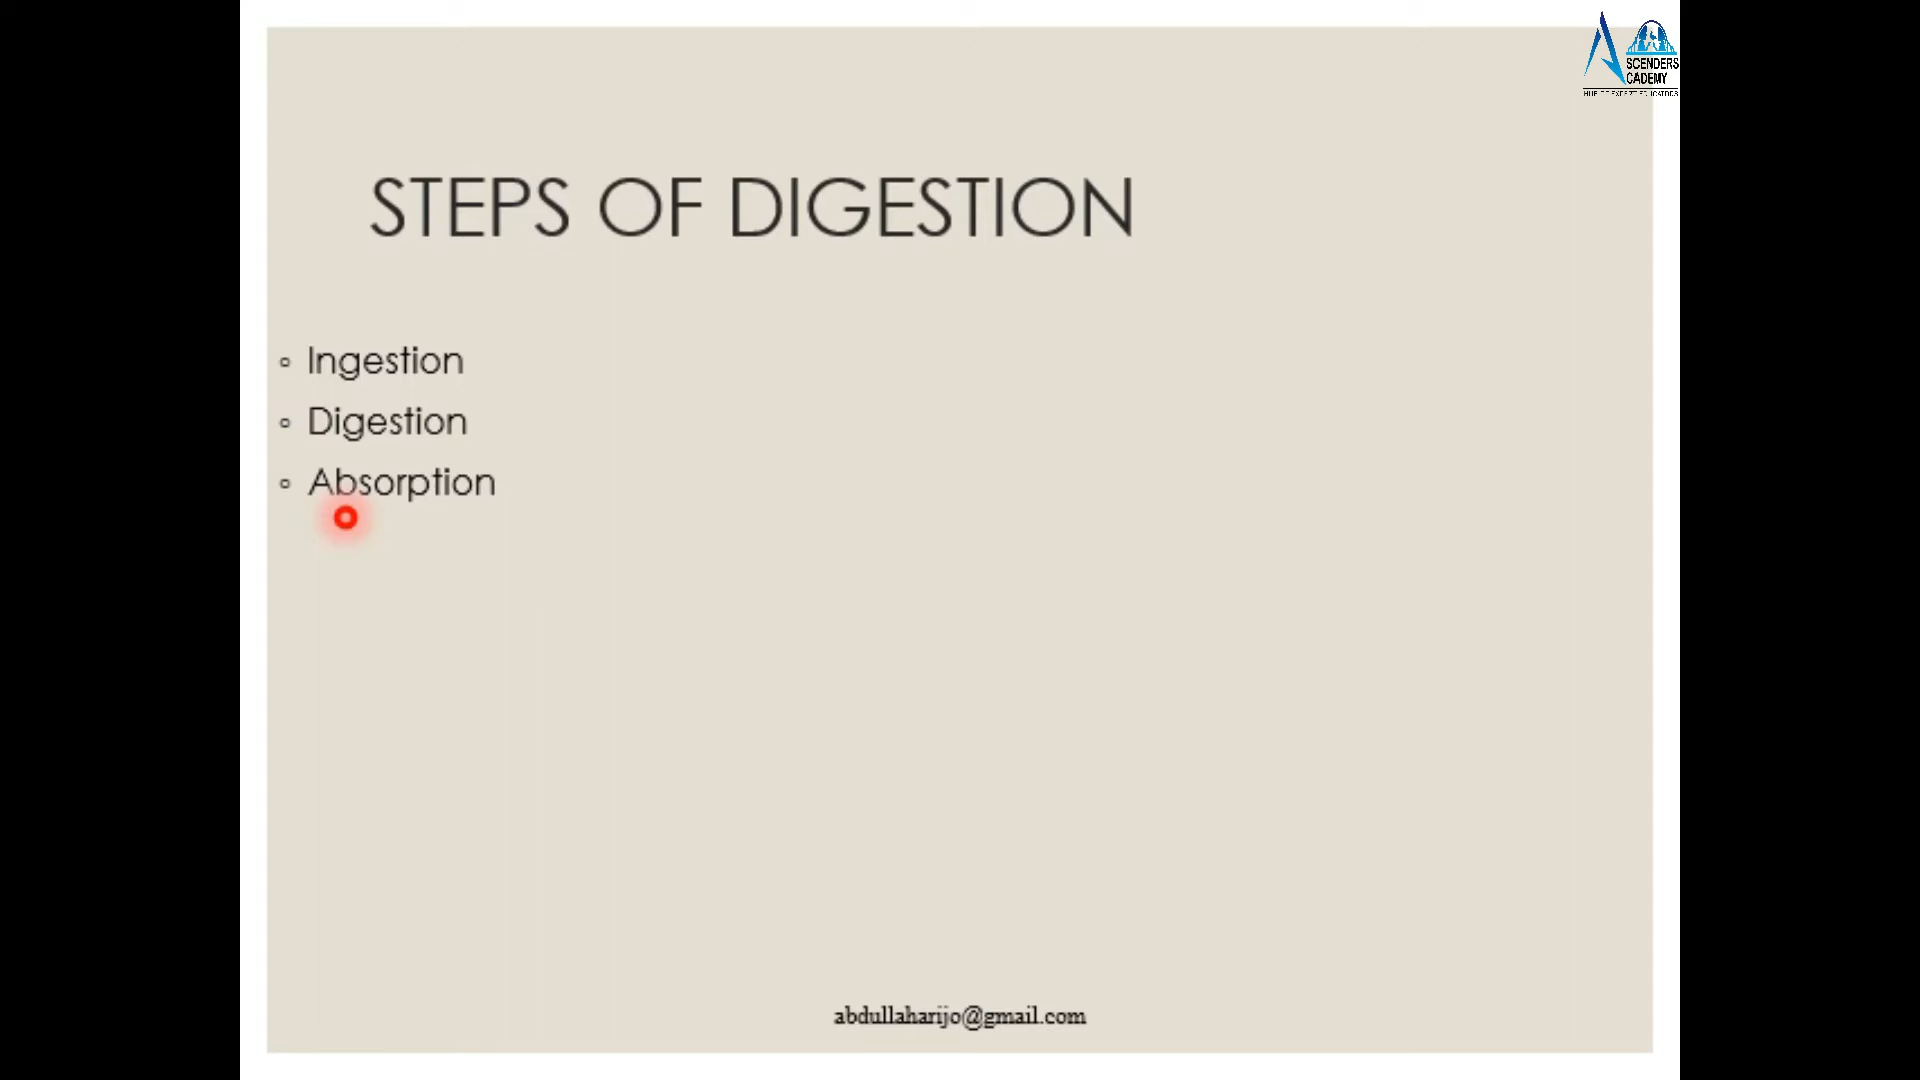 SCENDERS
CADEMY
STEPS OF DIGESTION
Ingestion
Digestion
Absorption
abdullaharijo@gmail.com